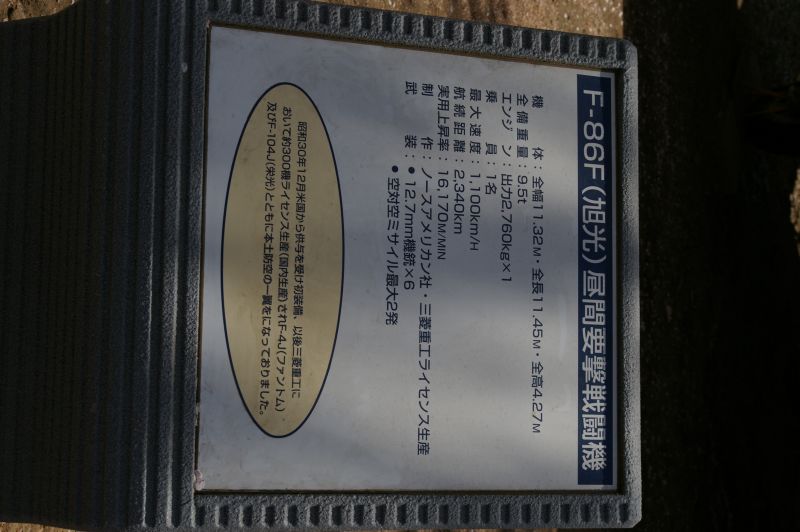 F-86F(旭光)昼間要撃戦闘機
機体：全幅11.32M・全長11.45M・全高4.27M
全備重量：9.5t
エンジン：出力2,760kg×1
乗員：1名
最大速度：1,100km/H
航続距離：2,340km
実用上昇率：16,170M/MIN
制作：ノースアメリカン社・三菱重工ライセンス生産
武装：●12.7mm機銃×6
●空対空ミサイル最大2発
昭和30年12月米国から供与を受け初装備、以後三菱重工に
おいて約300機ライセンス生産(国内生産)されF-4J(ファントム)
及びF-104J(栄光)とともに本土防空の一翼をになっておりました。